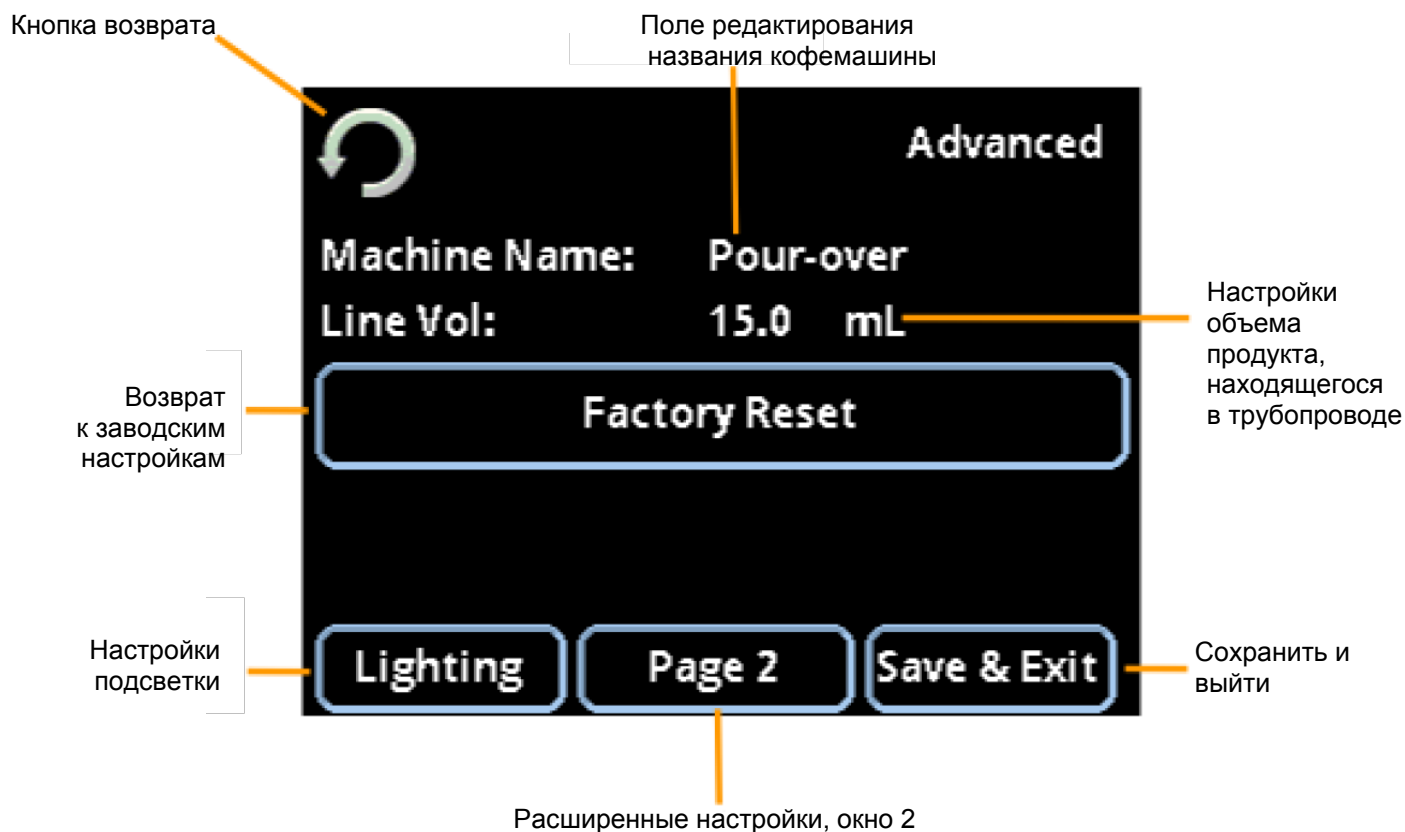 Кнопка возврата
Поле редактирования
названия кофемашины
Advanced
Machine Name: Pour-over
Line Vol: 15.0 mL
Настройки
объема
продукта,
находящегося
в трубопроводе
Возврат
к заводским
настройкам
Factory Reset
Настройки
подсветки
Lighting
Page 2
Save & Exit
Сохранить и
выйти
Расширенные настройки, окно 2